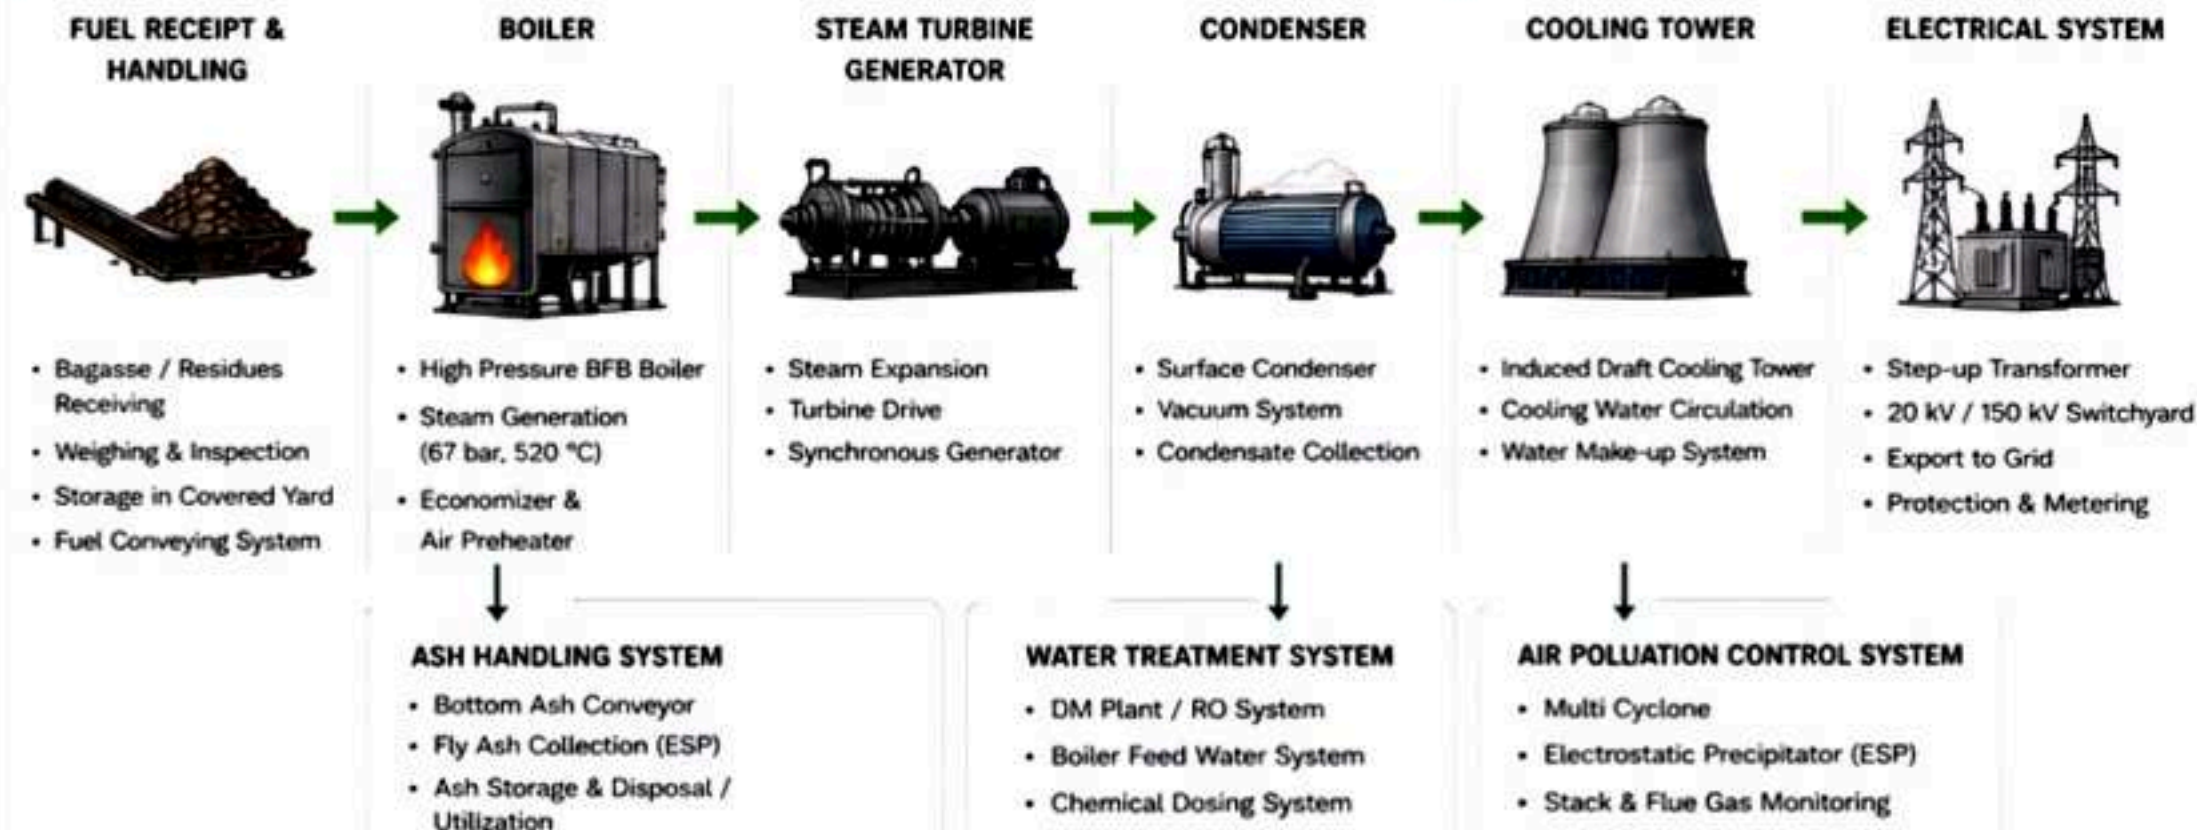 FUEL RECEIPT &
HANDLING
• Bagasse / Residues
Receiving
• Weighing & Inspection
• Storage in Covered Yard
• Fuel Conveying System
BOILER
• High Pressure BFB Boiler
• Steam Generation
(67 bar, 520 °C)
• Economizer &
Air Preheater
STEAM TURBINE
GENERATOR
• Steam Expansion
• Turbine Drive
• Synchronous Generator
CONDENSER
• Surface Condenser
• Vacuum System
• Condensate Collection
COOLING TOWER
• Induced Draft Cooling Tower
• Cooling Water Circulation
• Water Make-up System
ELECTRICAL SYSTEM
• Step-up Transformer
• 20 kV / 150 kV Switchyard
• Export to Grid
• Protection & Metering
ASH HANDLING SYSTEM
• Bottom Ash Conveyor
• Fly Ash Collection (ESP)
• Ash Storage & Disposal /
Utilization
WATER TREATMENT SYSTEM
• DM Plant / RO System
• Boiler Feed Water System
• Chemical Dosing System
AIR POLLUATION CONTROL SYSTEM
• Multi Cyclone
• Electrostatic Precipitator (ESP)
• Stack & Flue Gas Monitoring